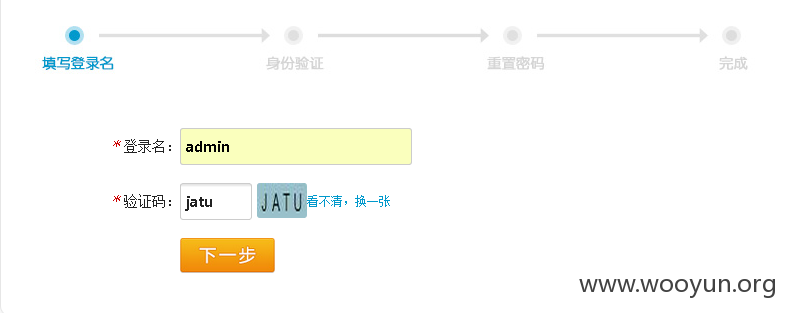 填写登录名 身份验证 重置密码 完成
*登录名： admin
*验证码： jatu JATU 看不清，换一张
下一步
www.wooyun.org